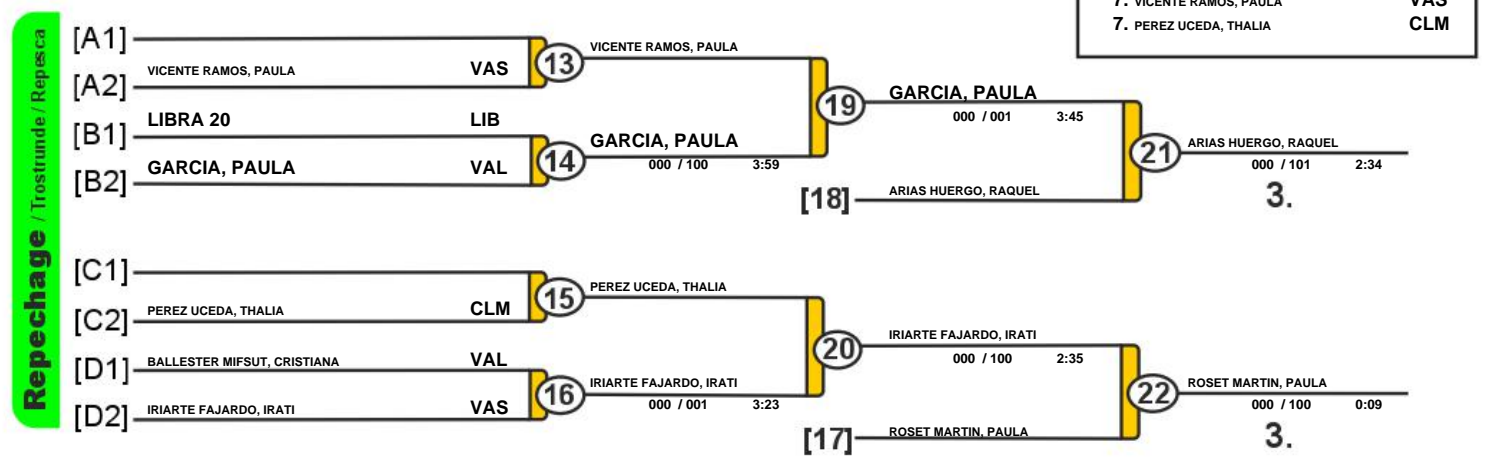 7. VICENTE RAMOS, PAULA VAS
7. PEREZ UCEDA, THALIA CLM
Repechage / Trostrunde / Repesca
[A1]
[A2] VICENTE RAMOS, PAULA VAS
13 VICENTE RAMOS, PAULA
[B1] LIBRA 20 LIB
[B2] GARCIA, PAULA VAL
14 GARCIA, PAULA
000 / 100 3:59
19 GARCIA, PAULA
000 / 001 3:45
[18] ARIAS HUERGO, RAQUEL
21 ARIAS HUERGO, RAQUEL
000 / 101 2:34
3.
[C1]
[C2] PEREZ UCEDA, THALIA CLM
15 PEREZ UCEDA, THALIA
[D1] BALLESTER MIFSUT, CRISTIANA VAL
[D2] IRIARTE FAJARDO, IRATI VAS
16 IRIARTE FAJARDO, IRATI
000 / 001 3:23
20 IRIARTE FAJARDO, IRATI
000 / 100 2:35
[17] ROSET MARTIN, PAULA
22 ROSET MARTIN, PAULA
000 / 100 0:09
3.